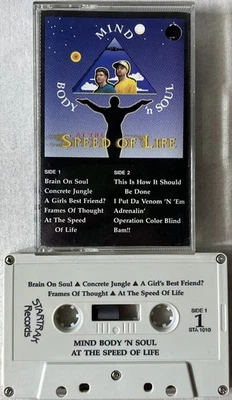 MIND
BODY 'n SOUL
AT THE
SPEED OF LIFE
SIDE 1
Brain On Soul
Concrete Jungle
A Girls Best Friend?
Frames Of Thought
At The Speed
Of Life
SIDE 2
This Is How It Should
Be Done
I Put Da Venom 'N 'Em
Adrenalin'
Operation Color Blind
Bam!!
Brain On Soul ▲ Concrete Jungle ▲ A Girl's Best Friend?
Frames Of Thought ▲ At The Speed Of Life
STARTRAK
Records
SIDE 1
1
STA 1010
MIND BODY 'N SOUL
AT THE SPEED OF LIFE